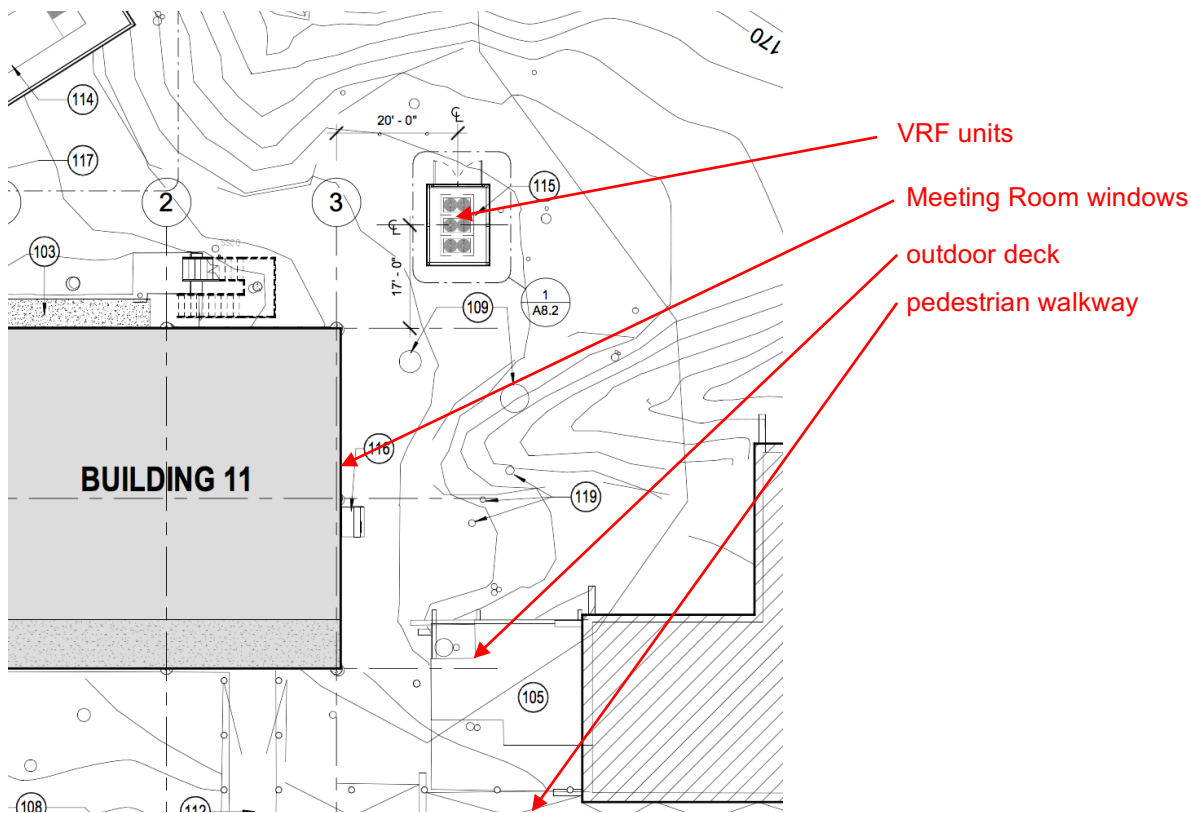 170
114
20' - 0"
℄
VRF units
117
115
Meeting Room windows
2
3
103
℄
outdoor deck
17' - 0"
1
A8.2
109
pedestrian walkway
116
BUILDING 11
119
105
108
112